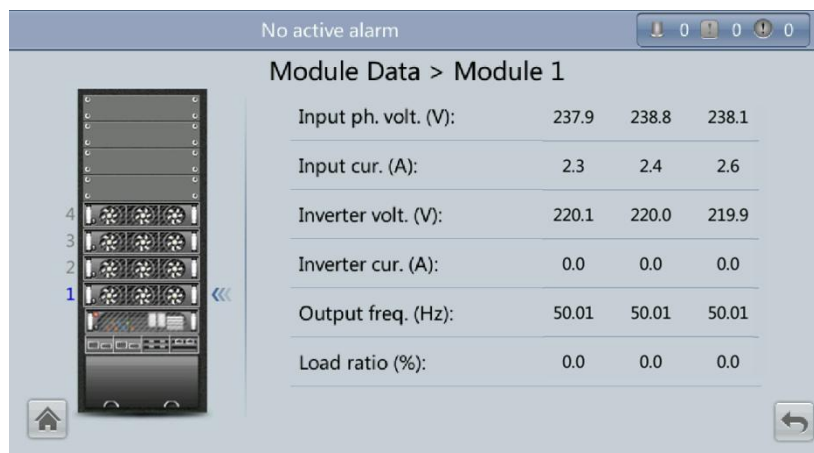 No active alarm
0 0 0
Module Data > Module 1
Input ph. volt. (V): 237.9 238.8 238.1
Input cur. (A): 2.3 2.4 2.6
4
Inverter volt. (V): 220.1 220.0 219.9
3
2
Inverter cur. (A): 0.0 0.0 0.0
1
Output freq. (Hz): 50.01 50.01 50.01
Load ratio (%): 0.0 0.0 0.0